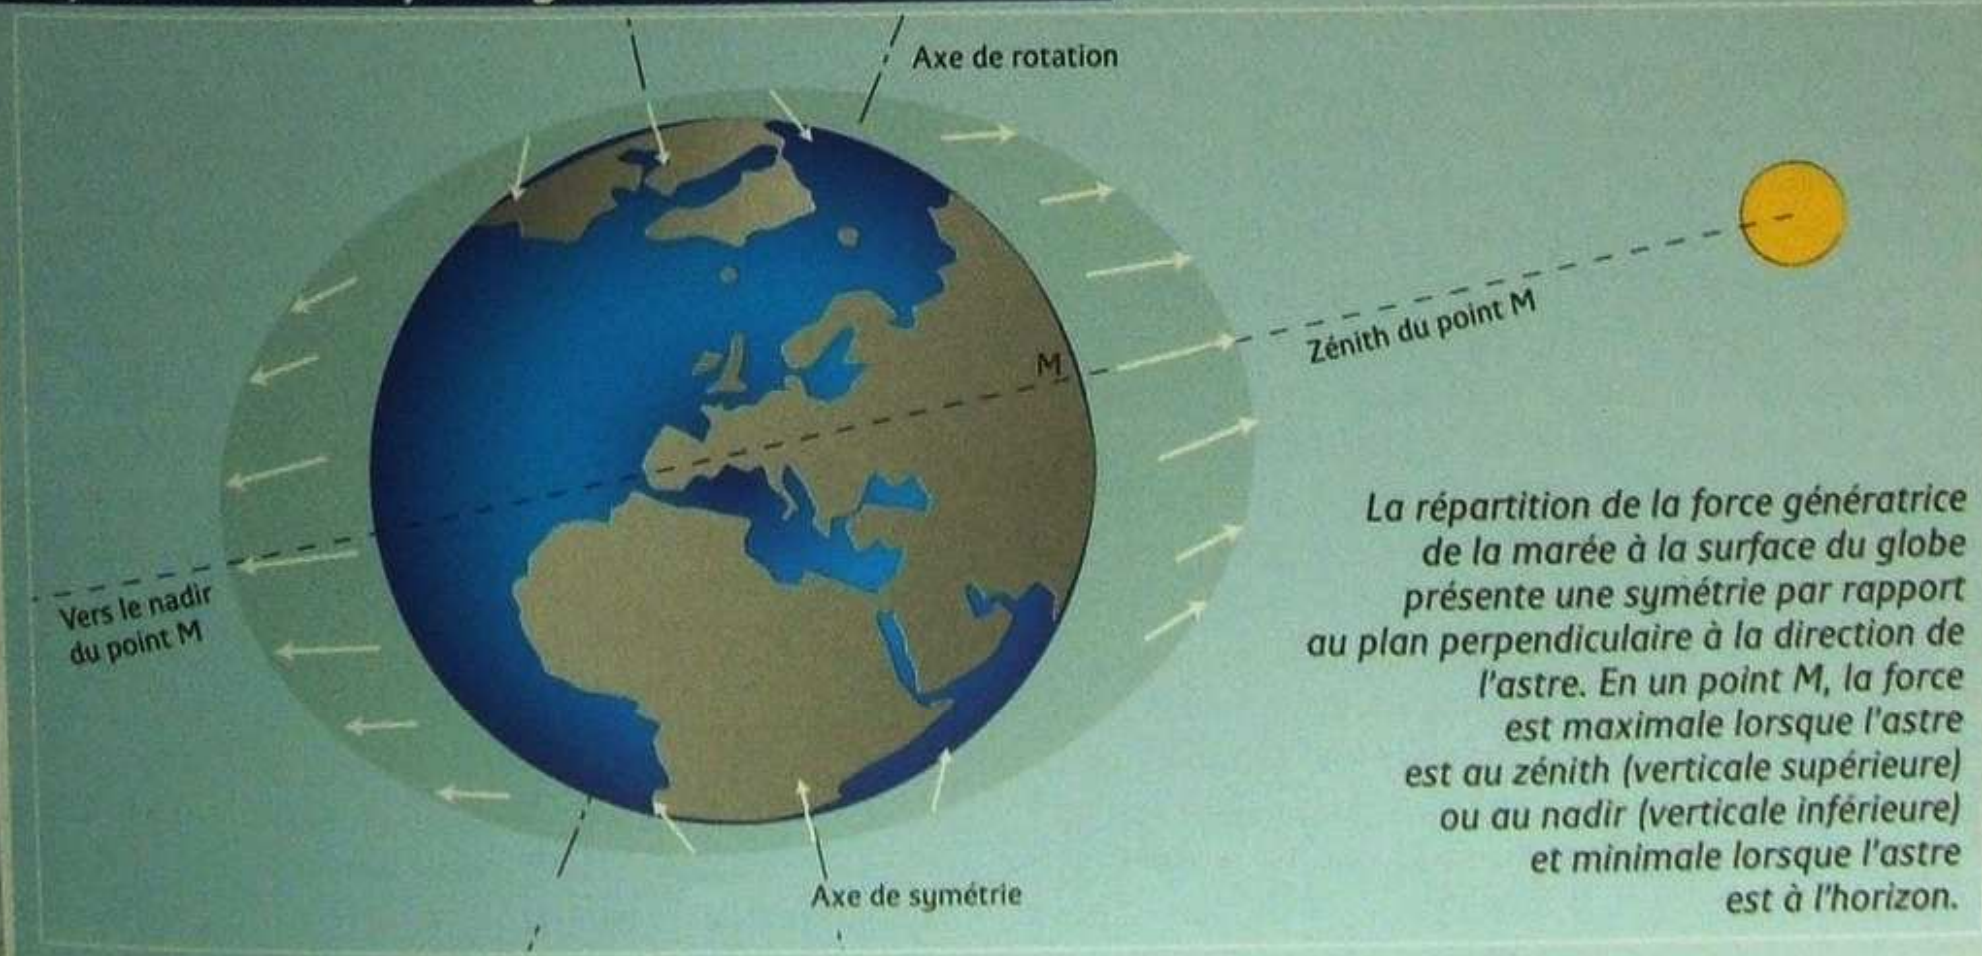 Axe de rotation
M
Zénith du point M
Vers le nadir
du point M
La répartition de la force génératrice
de la marée à la surface du globe
présente une symétrie par rapport
au plan perpendiculaire à la direction de
l'astre. En un point M, la force
est maximale lorsque l'astre
est au zénith (verticale supérieure)
ou au nadir (verticale inférieure)
et minimale lorsque l'astre
est à l'horizon.
Axe de symétrie